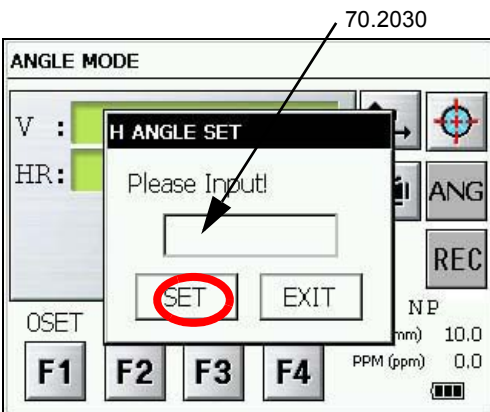 70.2030
ANGLE MODE
V :
H ANGLE SET
HR:
Please Input!
ANG
REC
SET EXIT
NP
OSET
mm) 10.0
F1 F2 F3 F4
PPM (ppm) 0.0